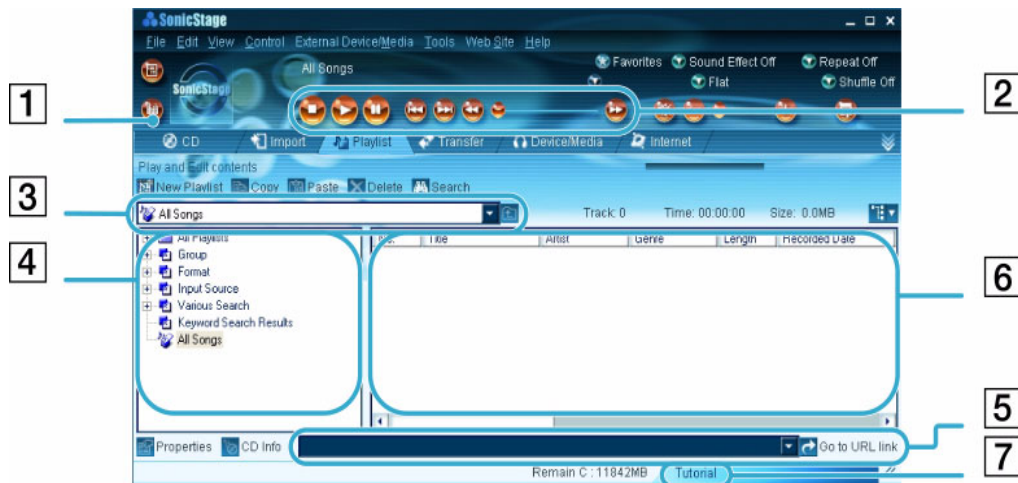 SonicStage
File Edit View Control External Device/Media Tools Web Site Help
All Songs
Favorites Sound Effect Off Repeat Off
Flat Shuffle Off
SonicStage
1
2
CD Import Playlist Transfer Device/Media Internet
Play and Edit contents
New Playlist Copy Paste Delete Search
3
All Songs Track: 0 Time: 00:00:00 Size: 0.0MB
All Playlists
No. Title Artist Genre Length Recorded Date
4
Group
Format
Input Source
6
Various Search
Keyword Search Results
All Songs
5
Properties CD Info Go to URL link
Remain C : 11842MB Tutorial
7